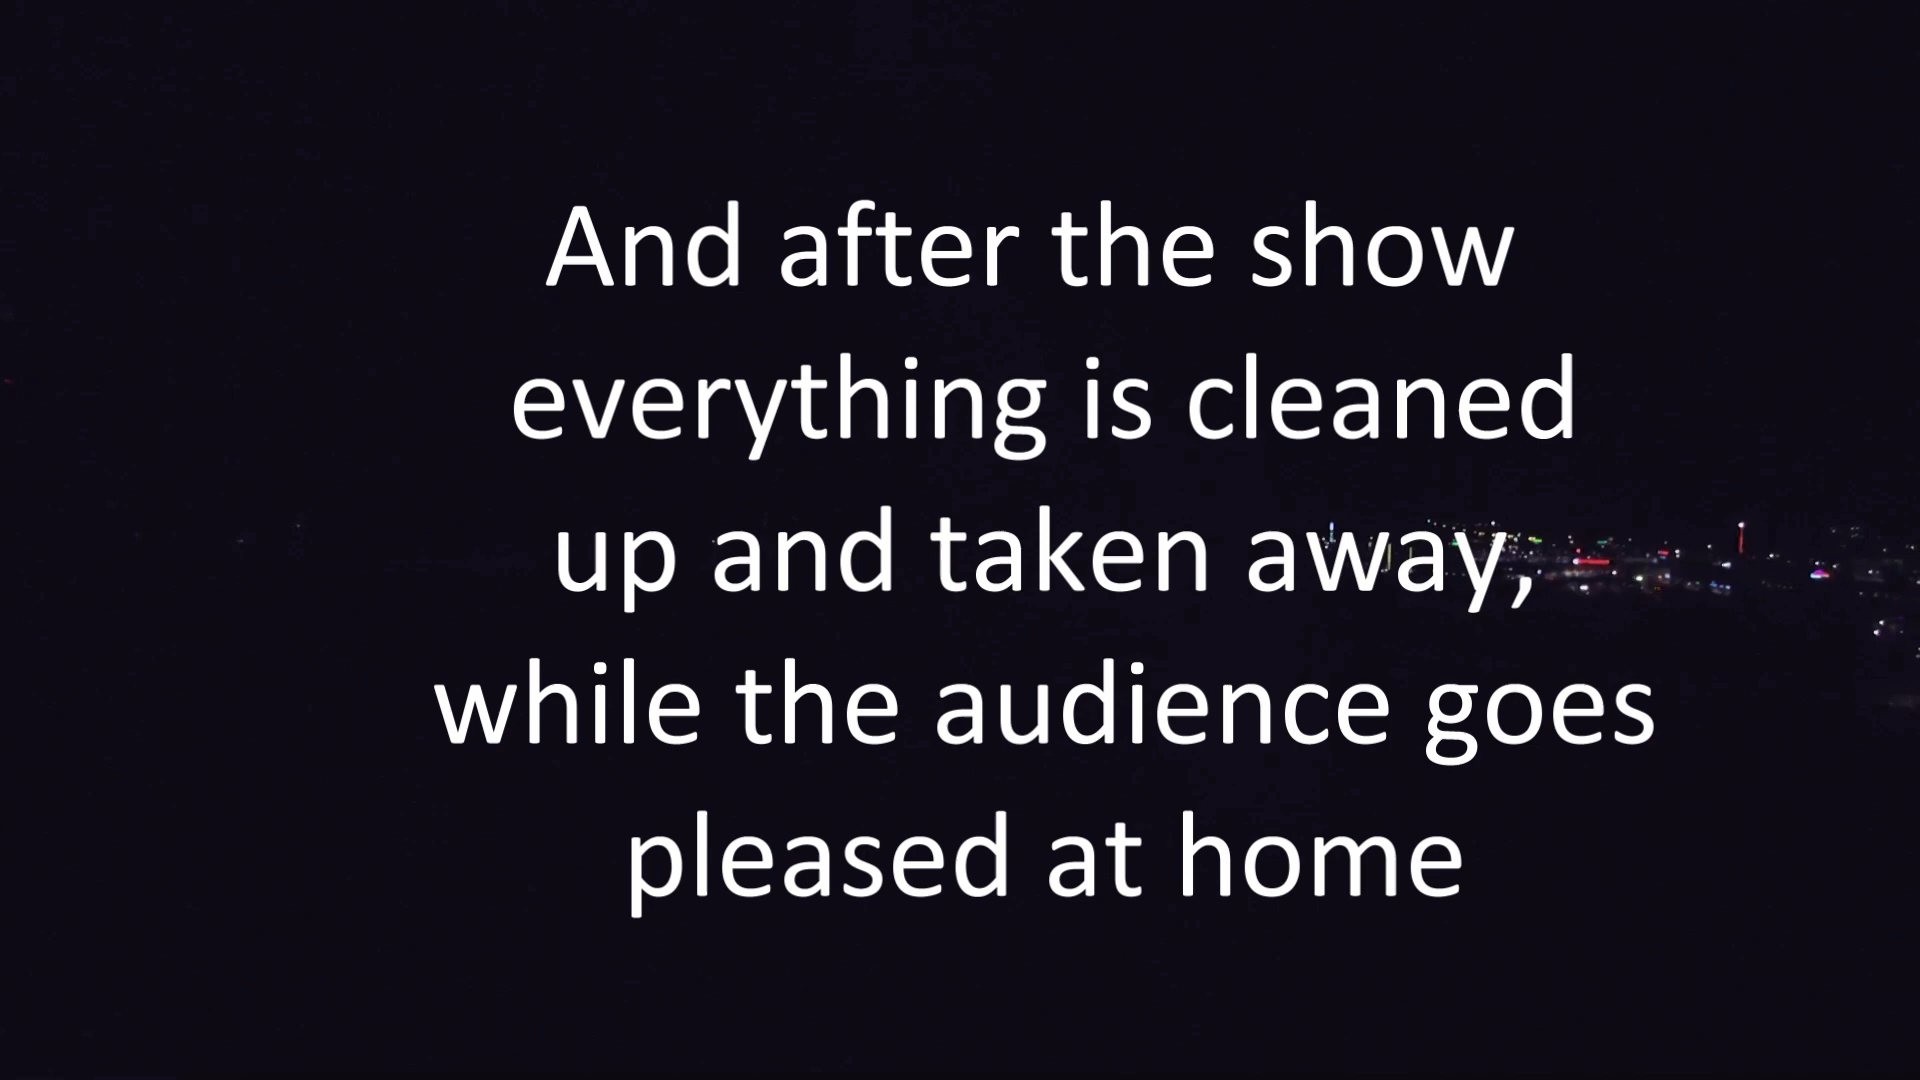 And after the show
everything is cleaned
up and taken away,
while the audience goes
pleased at home